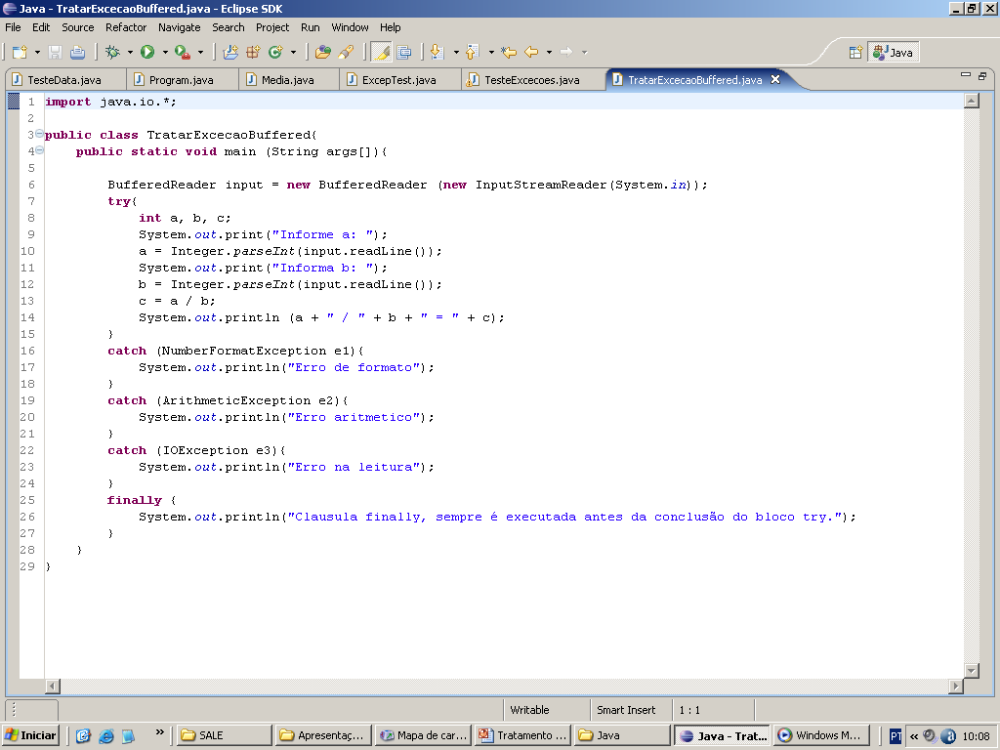 Java - TratarExcecaoBuffered.java - Eclipse SDK
File Edit Source Refactor Navigate Search Project Run Window Help
Java
TesteData.java Program.java Media.java ExcepTest.java TesteExcecoes.java TratarExcecaoBuffered.java
1 import java.io.*;
2
3 public class TratarExcecaoBuffered{
4 public static void main (String args[]){
5
6 BufferedReader input = new BufferedReader (new InputStreamReader(System.in));
7 try{
8 int a, b, c;
9 System.out.print("Informe a: ");
10 a = Integer.parseInt(input.readLine());
11 System.out.print("Informa b: ");
12 b = Integer.parseInt(input.readLine());
13 c = a / b;
14 System.out.println (a + " / " + b + " = " + c);
15 }
16 catch (NumberFormatException e1){
17 System.out.println("Erro de formato");
18 }
19 catch (ArithmeticException e2){
20 System.out.println("Erro aritmetico");
21 }
22 catch (IOException e3){
23 System.out.println("Erro na leitura");
24 }
25 finally {
26 System.out.println("Clausula finally, sempre é executada antes da conclusão do bloco try.");
27 }
28 }
29 }
Writable Smart Insert 1 : 1
Iniciar » SALE Apresentaç... Mapa de car... Tratamento ... Java Java - Trat... Windows M... PT « 10:08